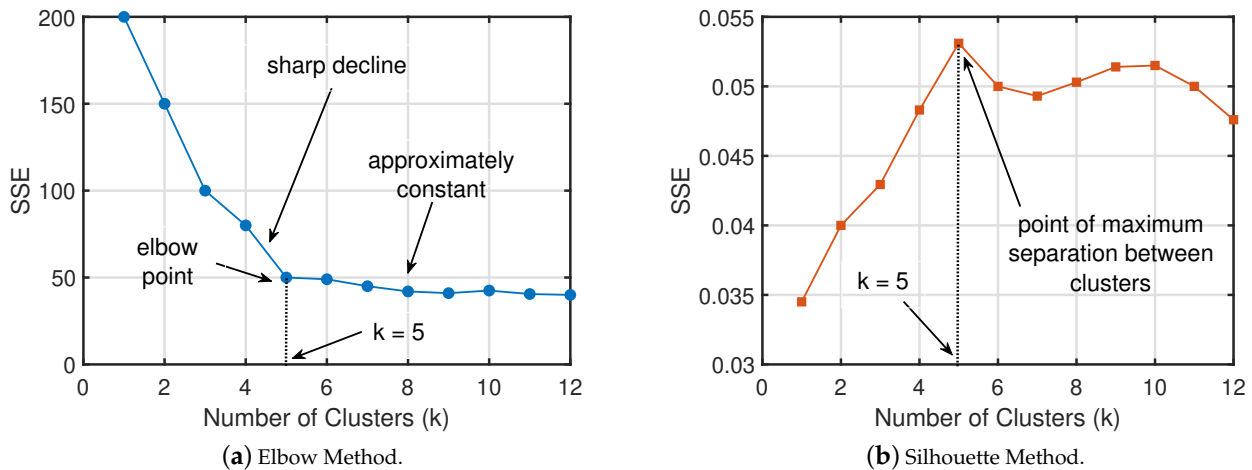 200
150
100
50
0
0 2 4 6 8 10 12
SSE
Number of Clusters (k)
sharp decline
approximately
constant
elbow
point
k = 5
(a) Elbow Method.
0.055
0.05
0.045
0.04
0.035
0.03
0 2 4 6 8 10 12
SSE
Number of Clusters (k)
point of maximum
separation between
clusters
k = 5
(b) Silhouette Method.